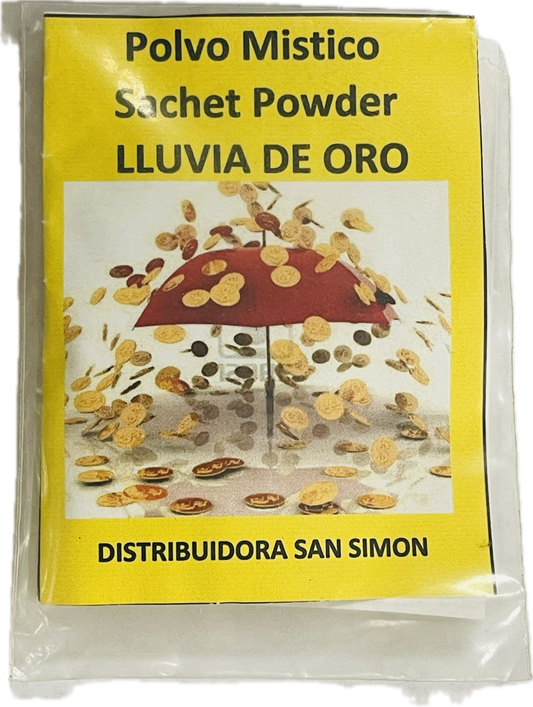 Polvo Mistico
Sachet Powder
LLUVIA DE ORO
DISTRIBUIDORA SAN SIMON